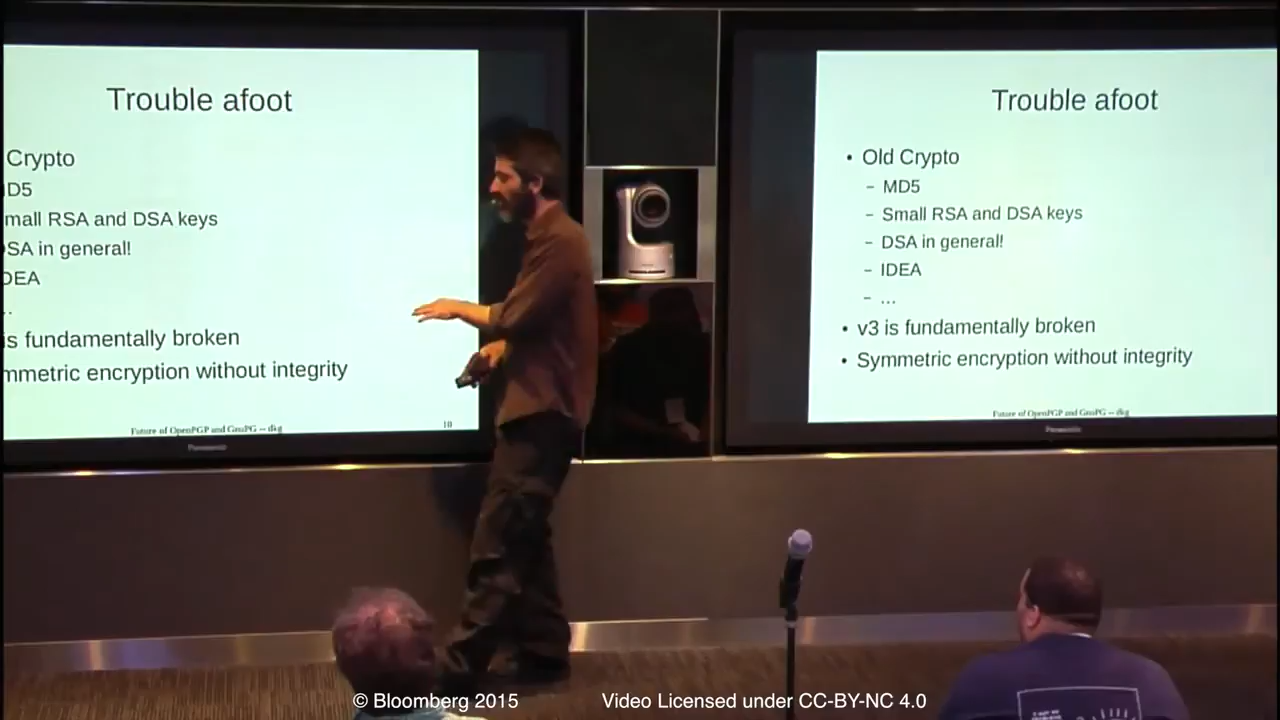 Trouble afoot
Crypto
D5
mall RSA and DSA keys
SA in general!
DEA
..
is fundamentally broken
mmetric encryption without integrity
Future of OpenPGP and GnuPG -- dkg
10
Panasonic
Trouble afoot
• Old Crypto
– MD5
– Small RSA and DSA keys
– DSA in general!
– IDEA
– ...
• v3 is fundamentally broken
• Symmetric encryption without integrity
Future of OpenPGP and GnuPG -- dkg
Panasonic
© Bloomberg 2015
Video Licensed under CC-BY-NC 4.0